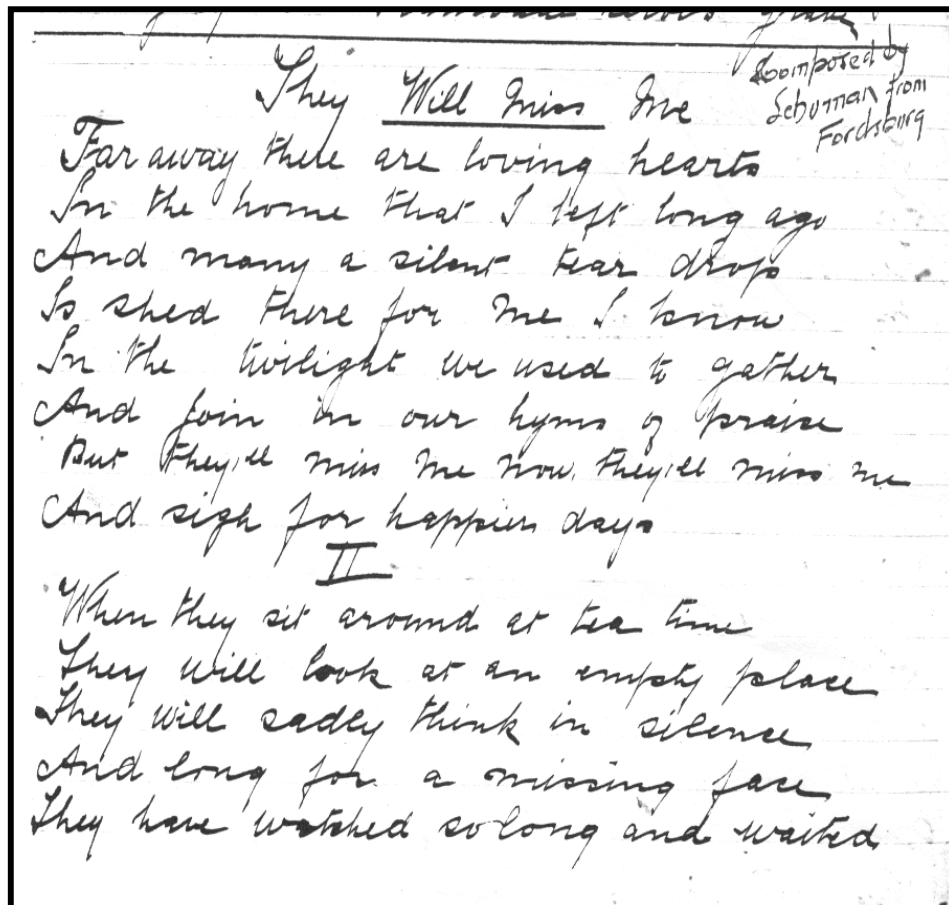 grave
They Will Miss Me
Composed by
Schuman from
Fordsburg
Far away there are loving hearts
In the home that I left long ago
And many a silent tear drops
Is shed there for me I know
In the twilight we used to gather
And join in our hyms of praise
But they'll miss me now, they'll miss me
And sigh for happier days
II
When they sit around at tea time
They will look at an empty place
They will sadly think in silence
And long for a missing face
They have watched so long and waited